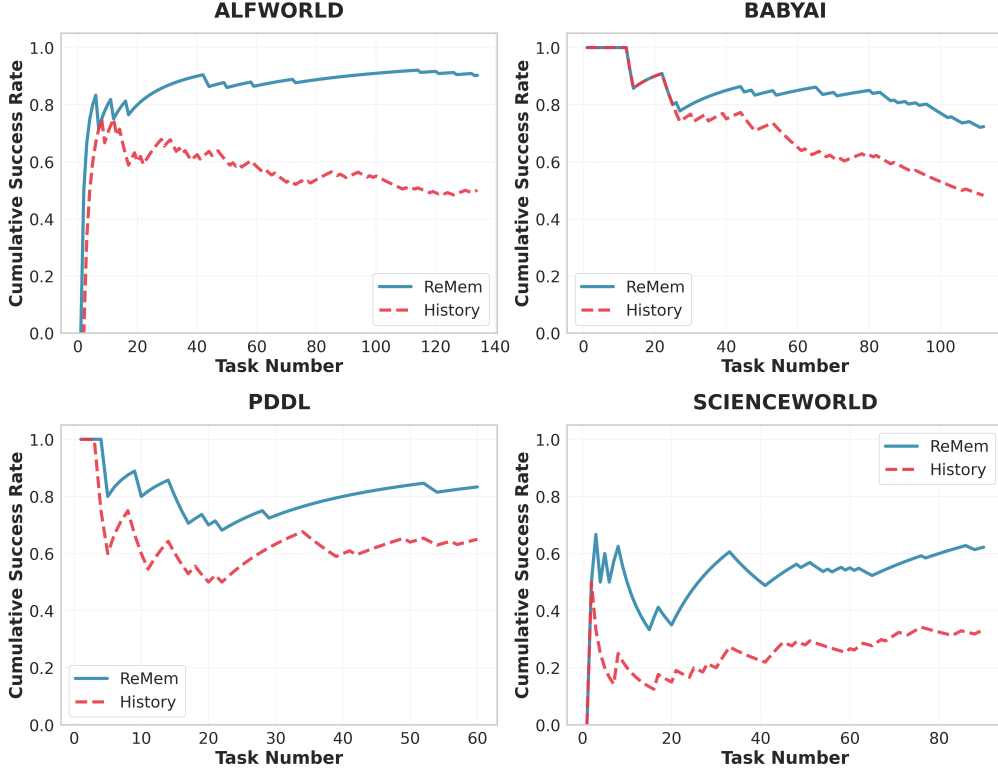 ALFWORLD
Cumulative Success Rate
1.0
0.8
0.6
0.4
0.2
0.0
ReMem
History
0 20 40 60 80 100 120 140
Task Number
BABYAI
Cumulative Success Rate
1.0
0.8
0.6
0.4
0.2
0.0
ReMem
History
0 20 40 60 80 100
Task Number
PDDL
Cumulative Success Rate
1.0
0.8
0.6
0.4
0.2
0.0
ReMem
History
0 10 20 30 40 50 60
Task Number
SCIENCEWORLD
Cumulative Success Rate
1.0
0.8
0.6
0.4
0.2
0.0
ReMem
History
0 20 40 60 80
Task Number